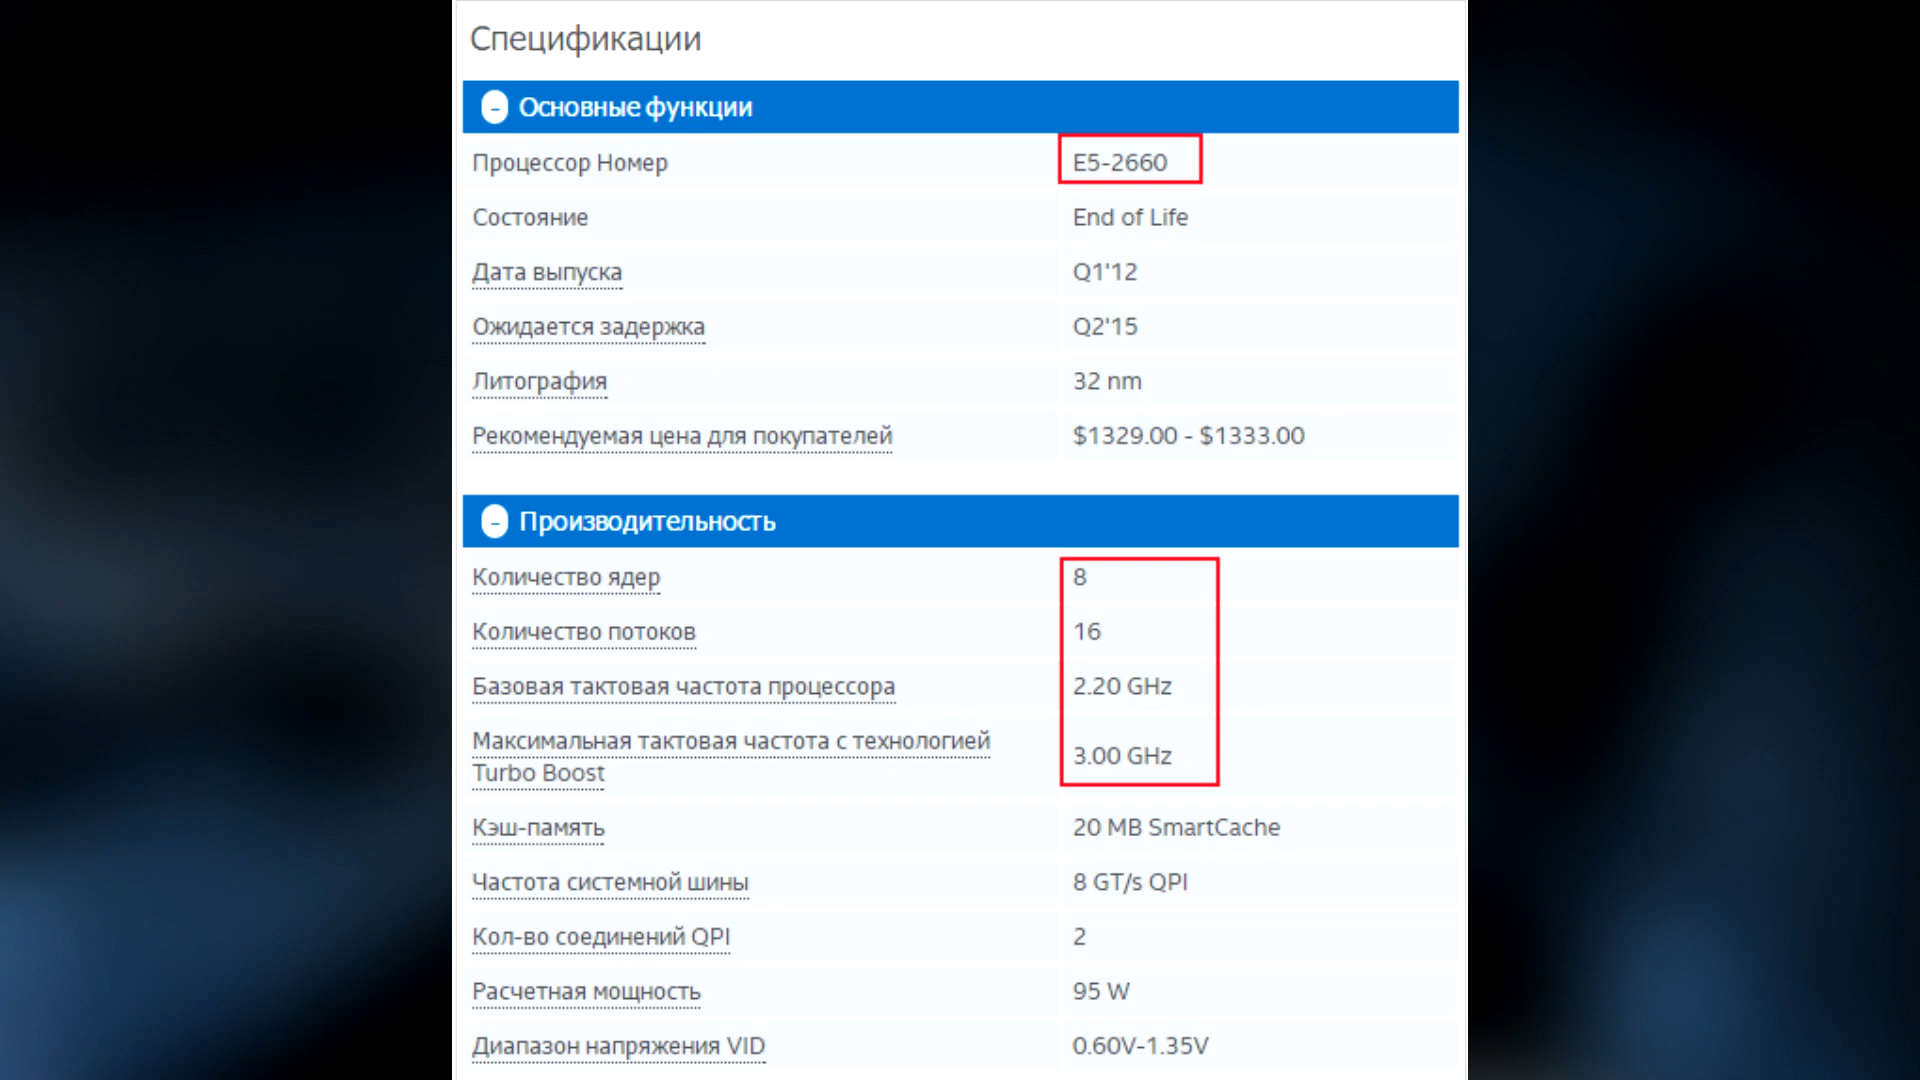 Спецификации
- Основные функции
Процессор Номер E5-2660
Состояние End of Life
Дата выпуска Q1'12
Ожидается задержка Q2'15
Литография 32 nm
Рекомендуемая цена для покупателей $1329.00 - $1333.00
- Производительность
Количество ядер 8
Количество потоков 16
Базовая тактовая частота процессора 2.20 GHz
Максимальная тактовая частота с технологией
Turbo Boost 3.00 GHz
Кэш-память 20 MB SmartCache
Частота системной шины 8 GT/s QPI
Кол-во соединений QPI 2
Расчетная мощность 95 W
Диапазон напряжения VID 0.60V-1.35V